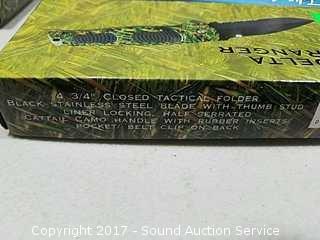 DELTA
RANGER
4 3/4" CLOSED TACTICAL FOLDER
BLACK STAINLESS STEEL BLADE WITH THUMB STUD
LINER LOCKING, HALF SERRATED
CATTAIL CAMO HANDLE WITH RUBBER INSERTS
POCKET/ BELT CLIP ON BACK
Copyright 2017 - Sound Auction Service